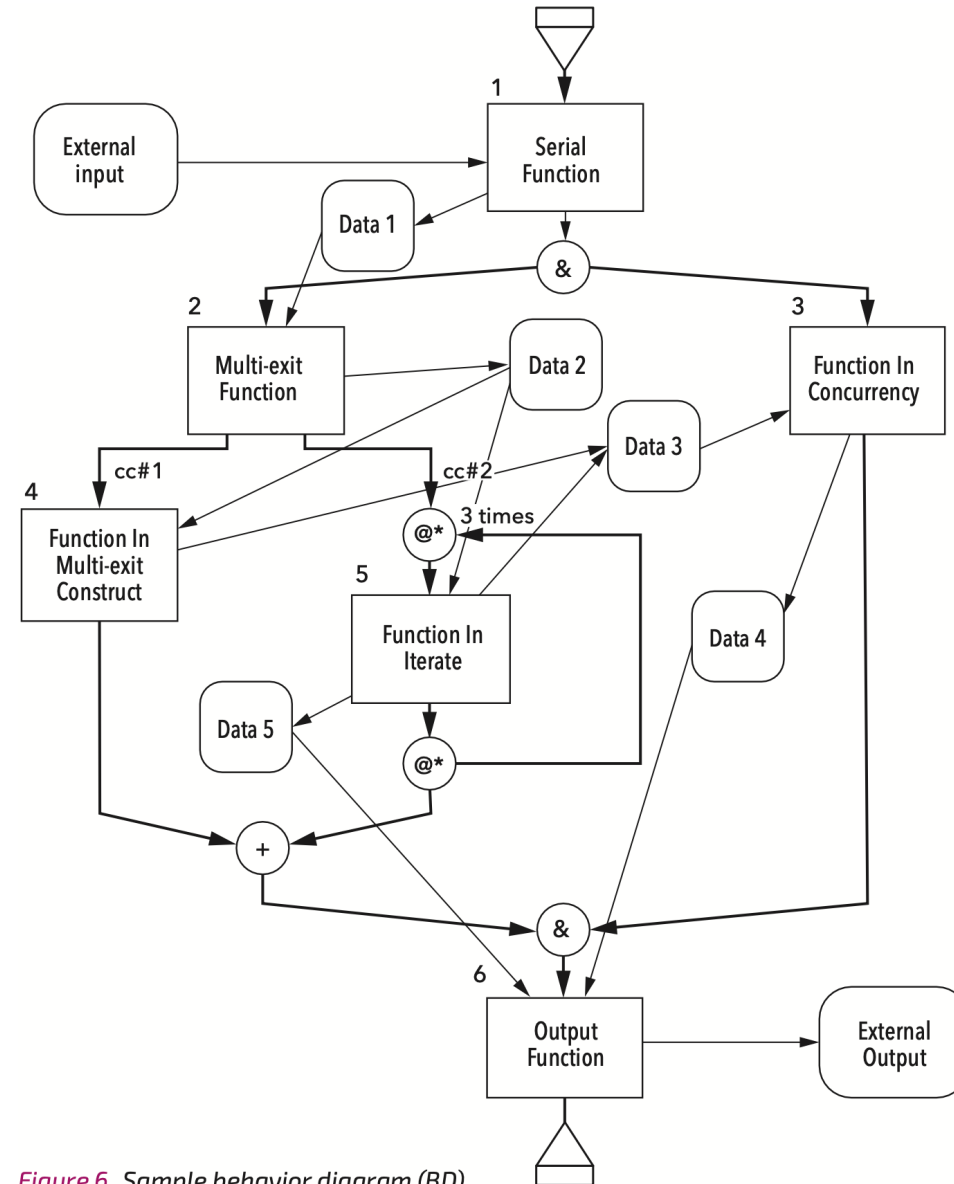 1
External
input
Serial
Function
Data 1
&
2
3
Multi-exit
Function
Data 2
Function In
Concurrency
Data 3
cc#1
cc#2
4
3 times
Function In
Multi-exit
Construct
@*
5
Function In
Iterate
Data 4
Data 5
@*
+
&
6
Output
Function
External
Output
Figure 6. Sample behavior diagram (BD)